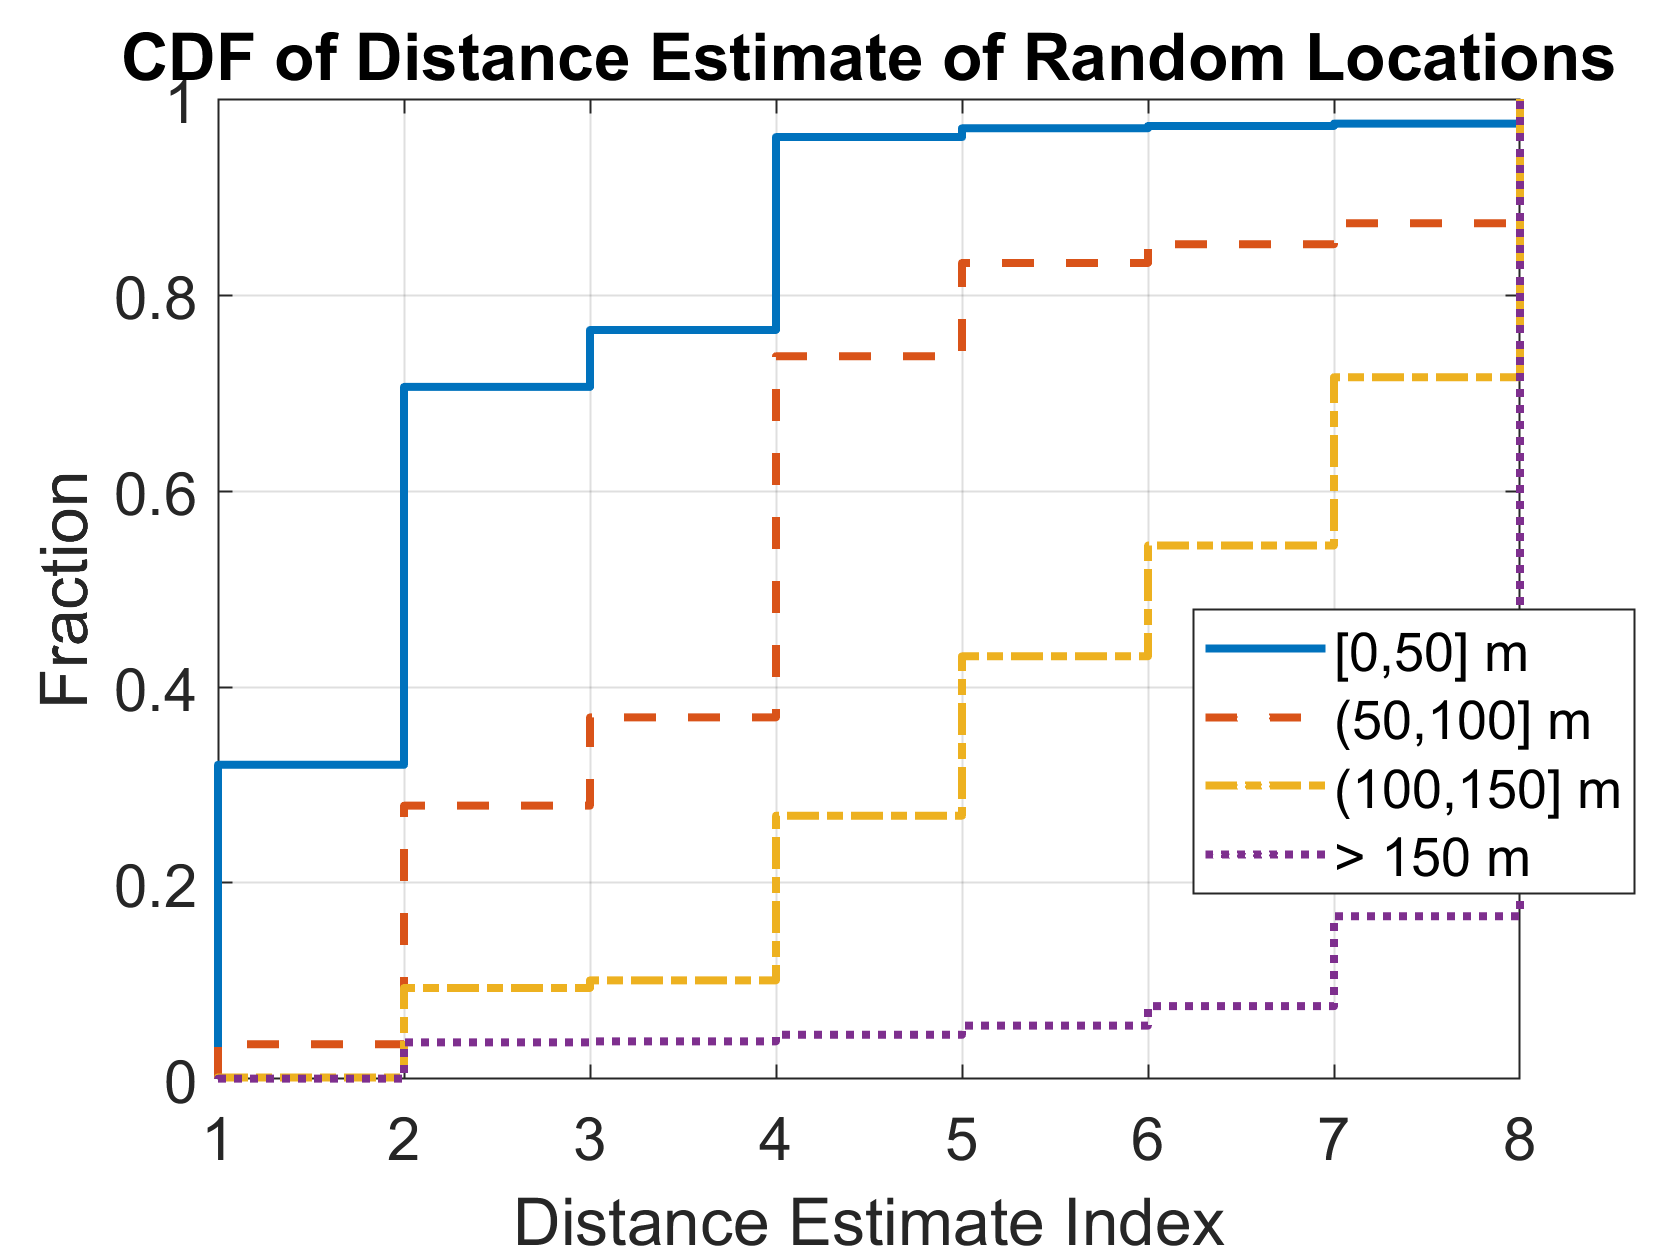 CDF of Distance Estimate of Random Locations
1
0.8
0.6
0.4
0.2
0
Fraction
[0,50] m
(50,100] m
(100,150] m
> 150 m
1 2 3 4 5 6 7 8
Distance Estimate Index